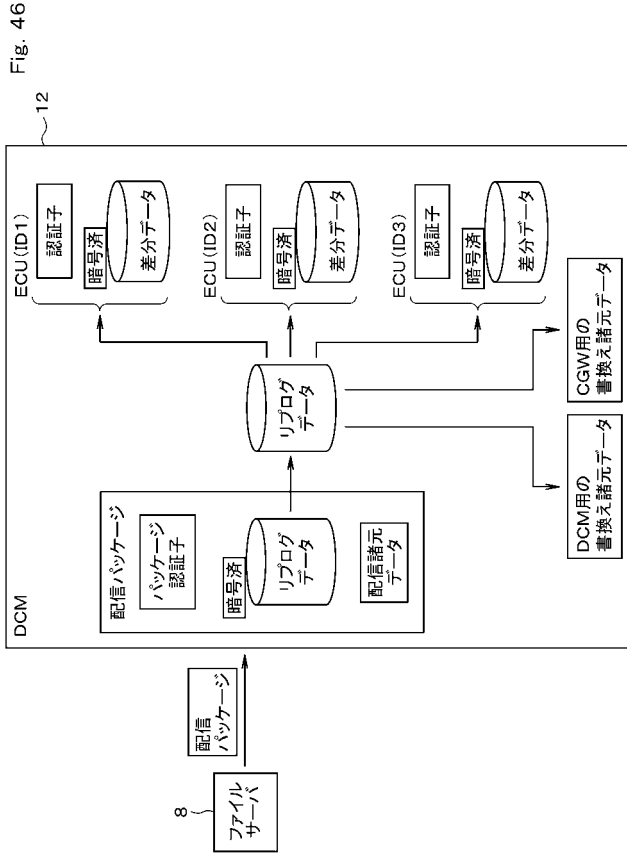 Fig. 46
12
DCM
8
ファイル
サーバ
配信
パッケージ
配信パッケージ
パッケージ
認証子
暗号済
リプログ
データ
配信諸元
データ
リプログ
データ
ECU(ID1)
認証子
暗号済
差分データ
ECU(ID2)
認証子
暗号済
差分データ
ECU(ID3)
認証子
暗号済
差分データ
DCM用の
書換え諸元データ
CGW用の
書換え諸元データ